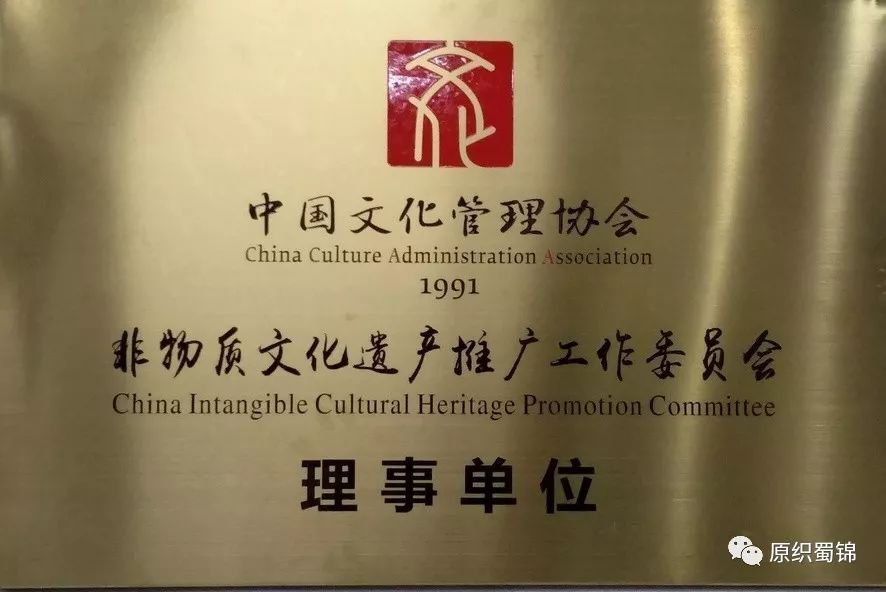 文化
中国文化管理协会
China Culture Administration Association
1991
非物质文化遗产推广工作委员会
China Intangible Cultural Heritage Promotion Committee
理事单位
原织蜀锦